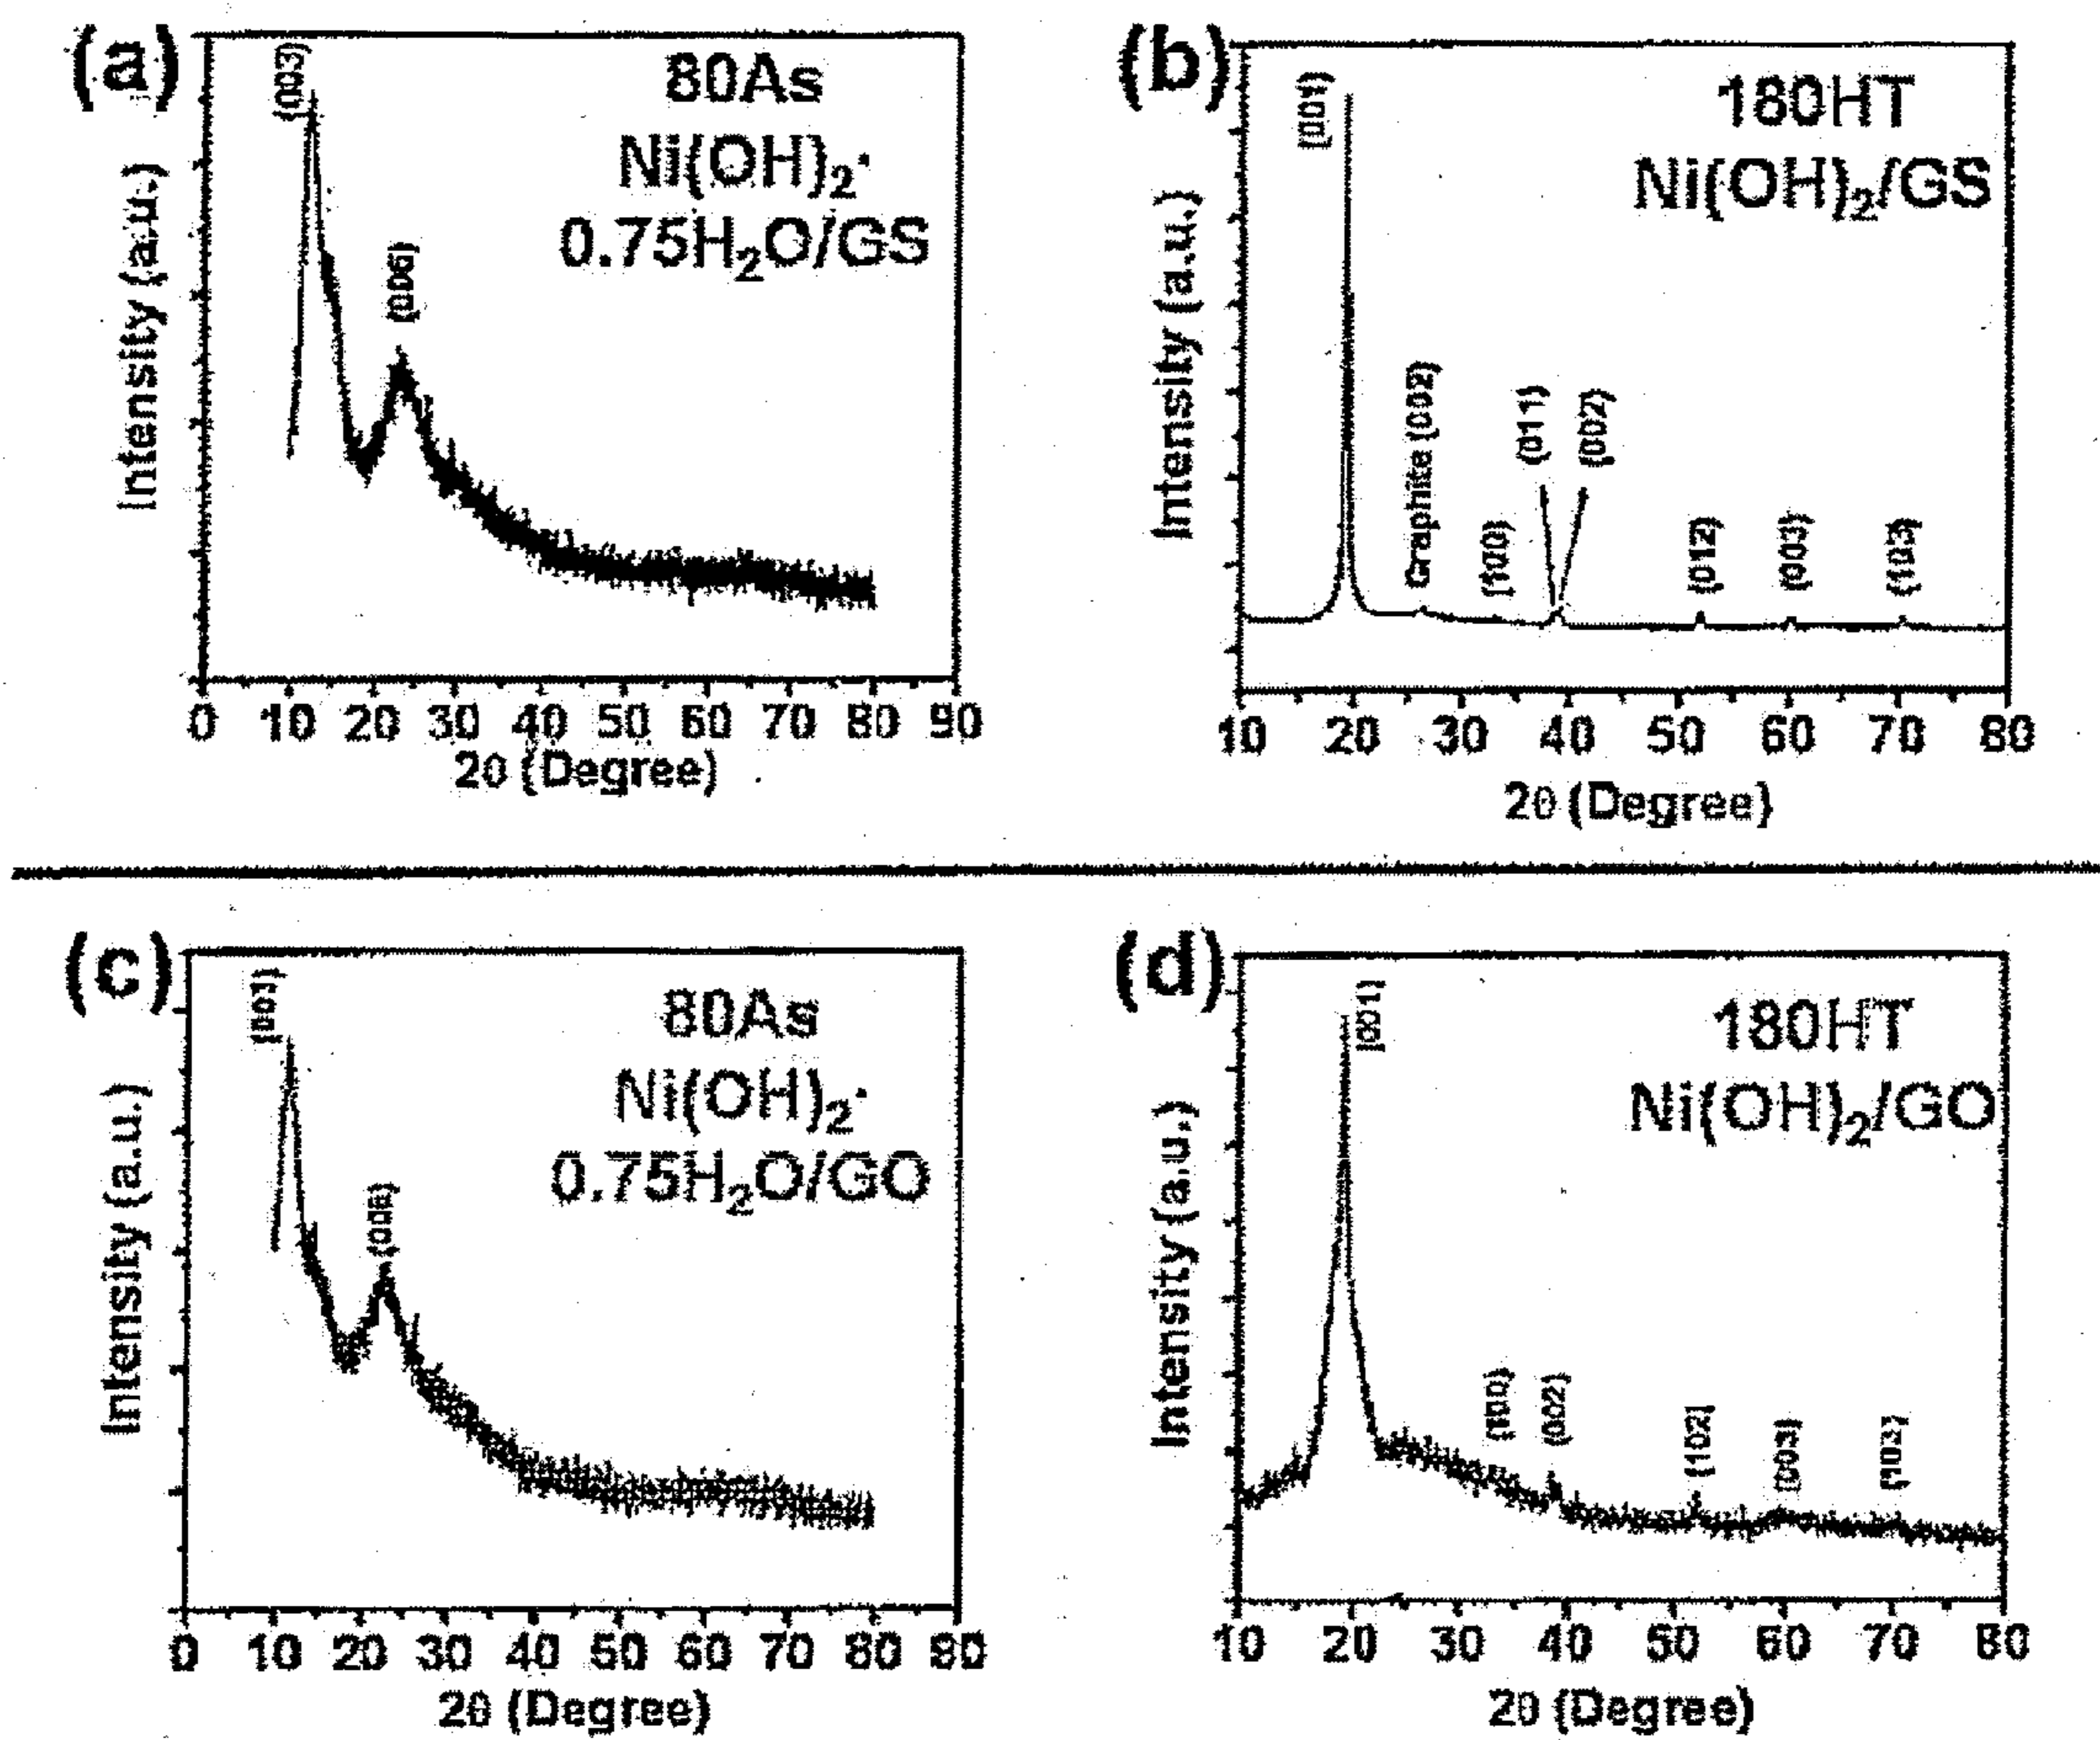 (a)
80As
Ni(OH)₂·
0.75H₂O/GS
(003)
(006)
Intensity (a.u.)
0 10 20 30 40 50 60 70 80 90
2θ (Degree)
(b)
180HT
Ni(OH)₂/GS
(001)
Graphite (002)
(100)
(011)
(002)
(012)
(003)
(103)
Intensity (a.u.)
10 20 30 40 50 60 70 80
2θ (Degree)
(c)
80As
Ni(OH)₂·
0.75H₂O/GO
(006)
Intensity (a.u.)
0 10 20 30 40 50 60 70 80 90
2θ (Degree)
(d)
180HT
Ni(OH)₂/GO
(001)
(100)
(002)
(102)
(003)
(103)
Intensity (a.u.)
10 20 30 40 50 60 70 80
2θ (Degree)